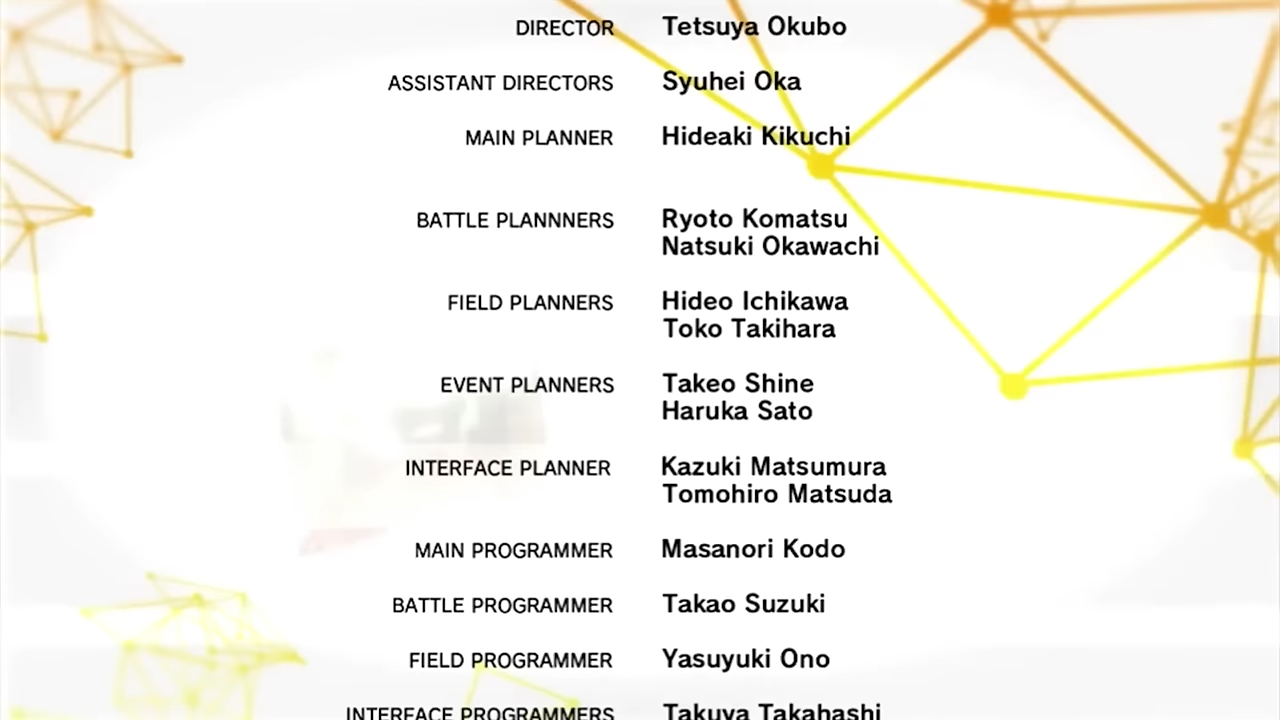 DIRECTOR Tetsuya Okubo
ASSISTANT DIRECTORS Syuhei Oka
MAIN PLANNER Hideaki Kikuchi
BATTLE PLANNNERS Ryoto Komatsu
Natsuki Okawachi
FIELD PLANNERS Hideo Ichikawa
Toko Takihara
EVENT PLANNERS Takeo Shine
Haruka Sato
INTERFACE PLANNER Kazuki Matsumura
Tomohiro Matsuda
MAIN PROGRAMMER Masanori Kodo
BATTLE PROGRAMMER Takao Suzuki
FIELD PROGRAMMER Yasuyuki Ono
INTERFACE PROGRAMMERS Takuya Takahashi